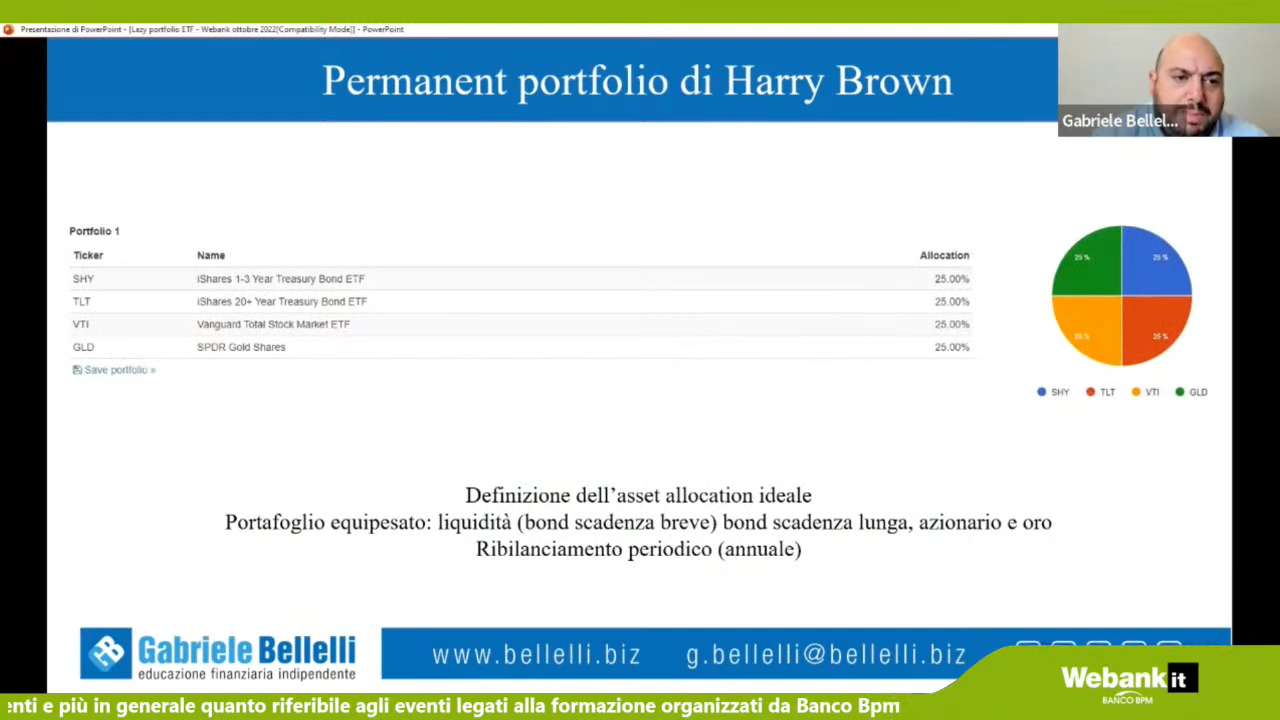 Presentazione di PowerPoint - [Lazy portfolio ETF - Webank ottobre 2022[Compatibility Mode]] - PowerPoint
Permanent portfolio di Harry Brown
Gabriele Bellel...
Portfolio 1
Ticker Name Allocation
SHY iShares 1-3 Year Treasury Bond ETF 25.00%
TLT iShares 20+ Year Treasury Bond ETF 25.00%
VTI Vanguard Total Stock Market ETF 25.00%
GLD SPDR Gold Shares 25.00%
Save portfolio »
25 % 25 %
25 % 25 %
SHY TLT VTI GLD
Definizione dell'asset allocation ideale
Portafoglio equipesato: liquidità (bond scadenza breve) bond scadenza lunga, azionario e oro
Ribilanciamento periodico (annuale)
Gabriele Bellelli
educazione finanziaria indipendente
www.bellelli.biz g.bellelli@bellelli.biz
Webank it
BANCO BPM
enti e più in generale quanto riferibile agli eventi legati alla formazione organizzati da Banco Bpm